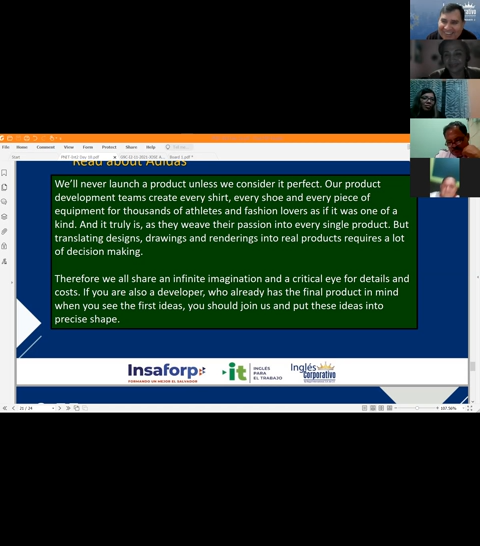 File Home Comment View Form Protect Share Help
Start
Read about Adidas
We'll never launch a product unless we consider it perfect. Our product
development teams create every shirt, every shoe and every piece of
equipment for thousands of athletes and fashion lovers as if it was one of a
kind. And it truly is, as they weave their passion into every single product. But
translating designs, drawings and renderings into real products requires a lot
of decision making.
Therefore we all share an infinite imagination and a critical eye for details and
costs. If you are also a developer, who already has the final product in mind
when you see the first ideas, you should join us and put these ideas into
precise shape.
Insaforp
FORMANDO UN MEJOR EL SALVADOR
it
INGLÉS
PARA
EL TRABAJO
Inglés
Corporativo
21 / 24
107.56%